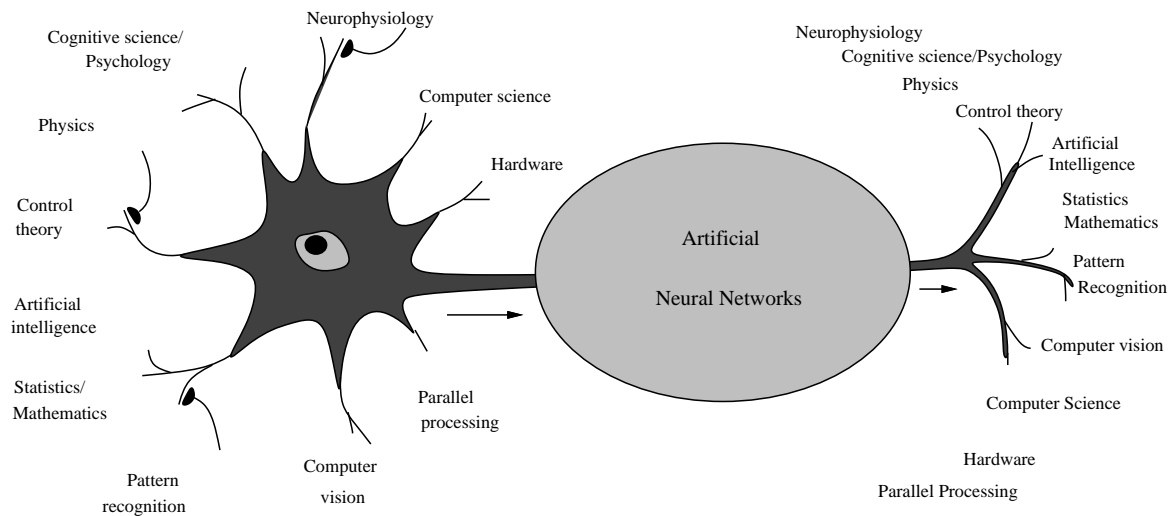 Neurophysiology
Cognitive science/
Psychology
Computer science
Physics
Hardware
Control
theory
Artificial
intelligence
Statistics/
Mathematics
Parallel
processing
Pattern
recognition
Computer
vision
Artificial
Neural Networks
Neurophysiology
Cognitive science/Psychology
Physics
Control theory
Artificial
Intelligence
Statistics
Mathematics
Pattern
Recognition
Computer vision
Computer Science
Hardware
Parallel Processing